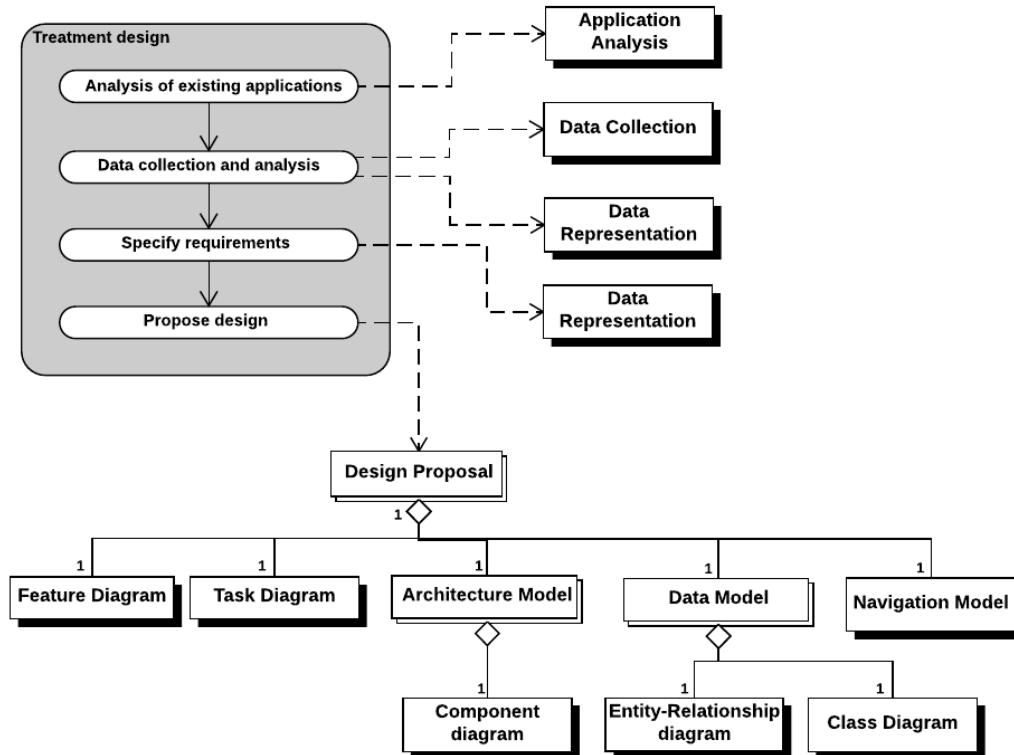 Treatment design
Application
Analysis
Analysis of existing applications
Data Collection
Data collection and analysis
Data
Representation
Specify requirements
Data
Representation
Propose design
Design Proposal
1
1
1
1
1
1
Feature Diagram
Task Diagram
Architecture Model
Data Model
Navigation Model
1
1
1
Component
diagram
Entity-Relationship
diagram
Class Diagram